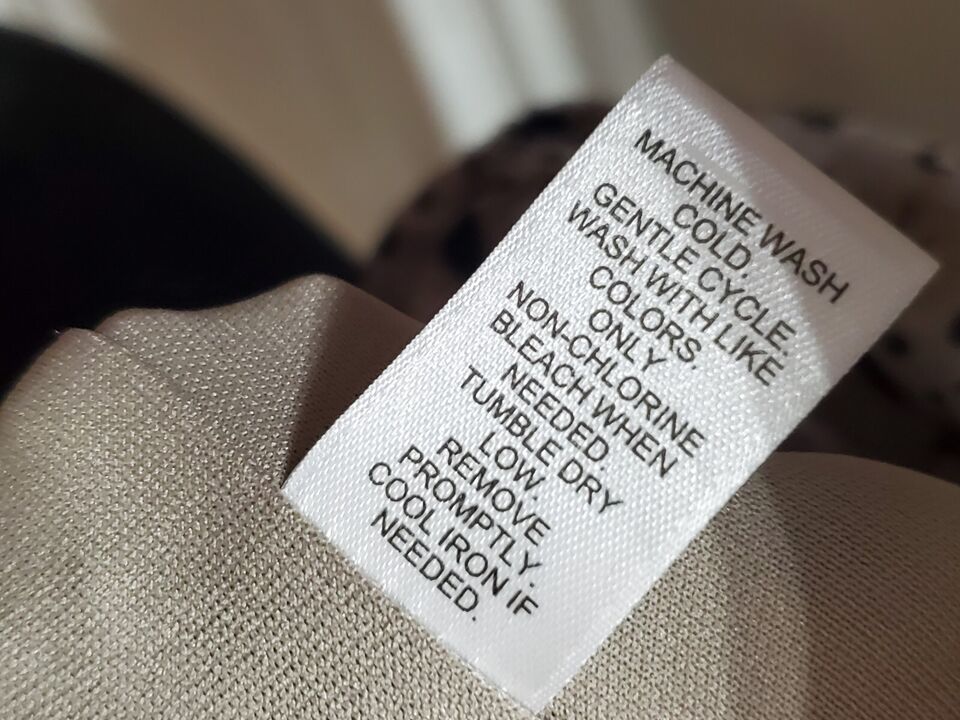 MACHINE WASH
COLD.
GENTLE CYCLE.
WASH WITH LIKE
COLORS.
ONLY
NON-CHLORINE
BLEACH WHEN
NEEDED.
TUMBLE DRY
LOW.
REMOVE
PROMPTLY.
COOL IRON IF
NEEDED.